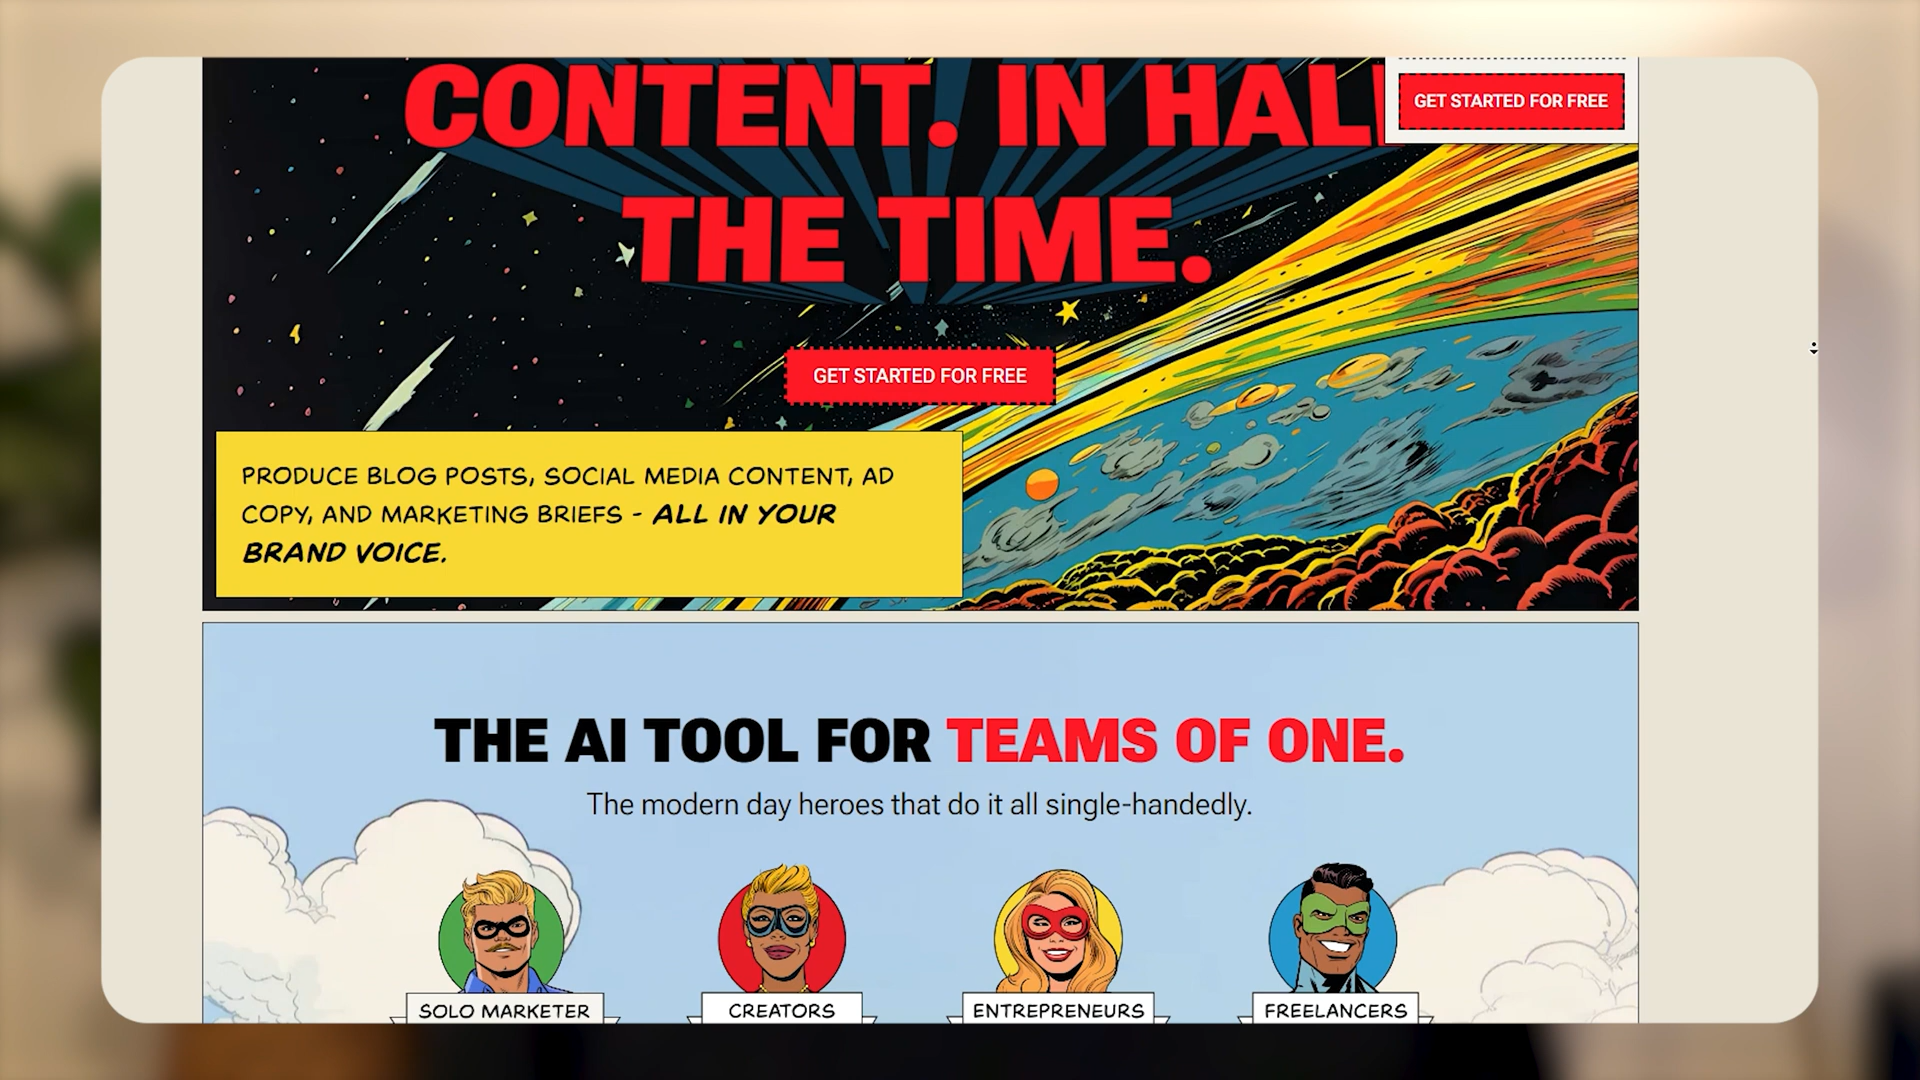 CONTENT. IN HAL
GET STARTED FOR FREE
THE TIME.
GET STARTED FOR FREE
PRODUCE BLOG POSTS, SOCIAL MEDIA CONTENT, AD
COPY, AND MARKETING BRIEFS - ALL IN YOUR
BRAND VOICE.
THE AI TOOL FOR TEAMS OF ONE.
The modern day heroes that do it all single-handedly.
SOLO MARKETER
CREATORS
ENTREPRENEURS
FREELANCERS